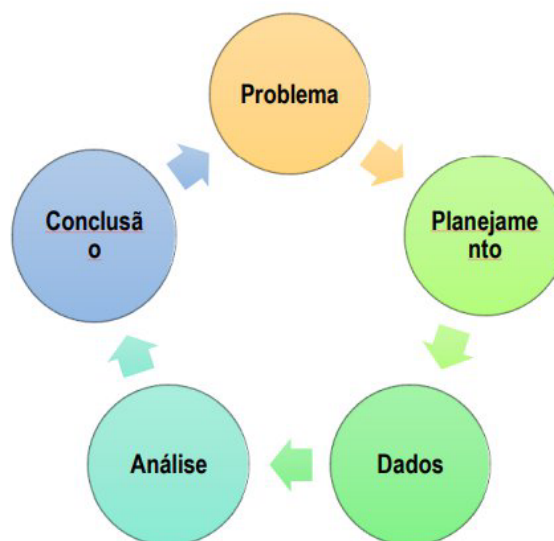 Problema
Planejame
nto
Dados
Análise
Conclusã
o